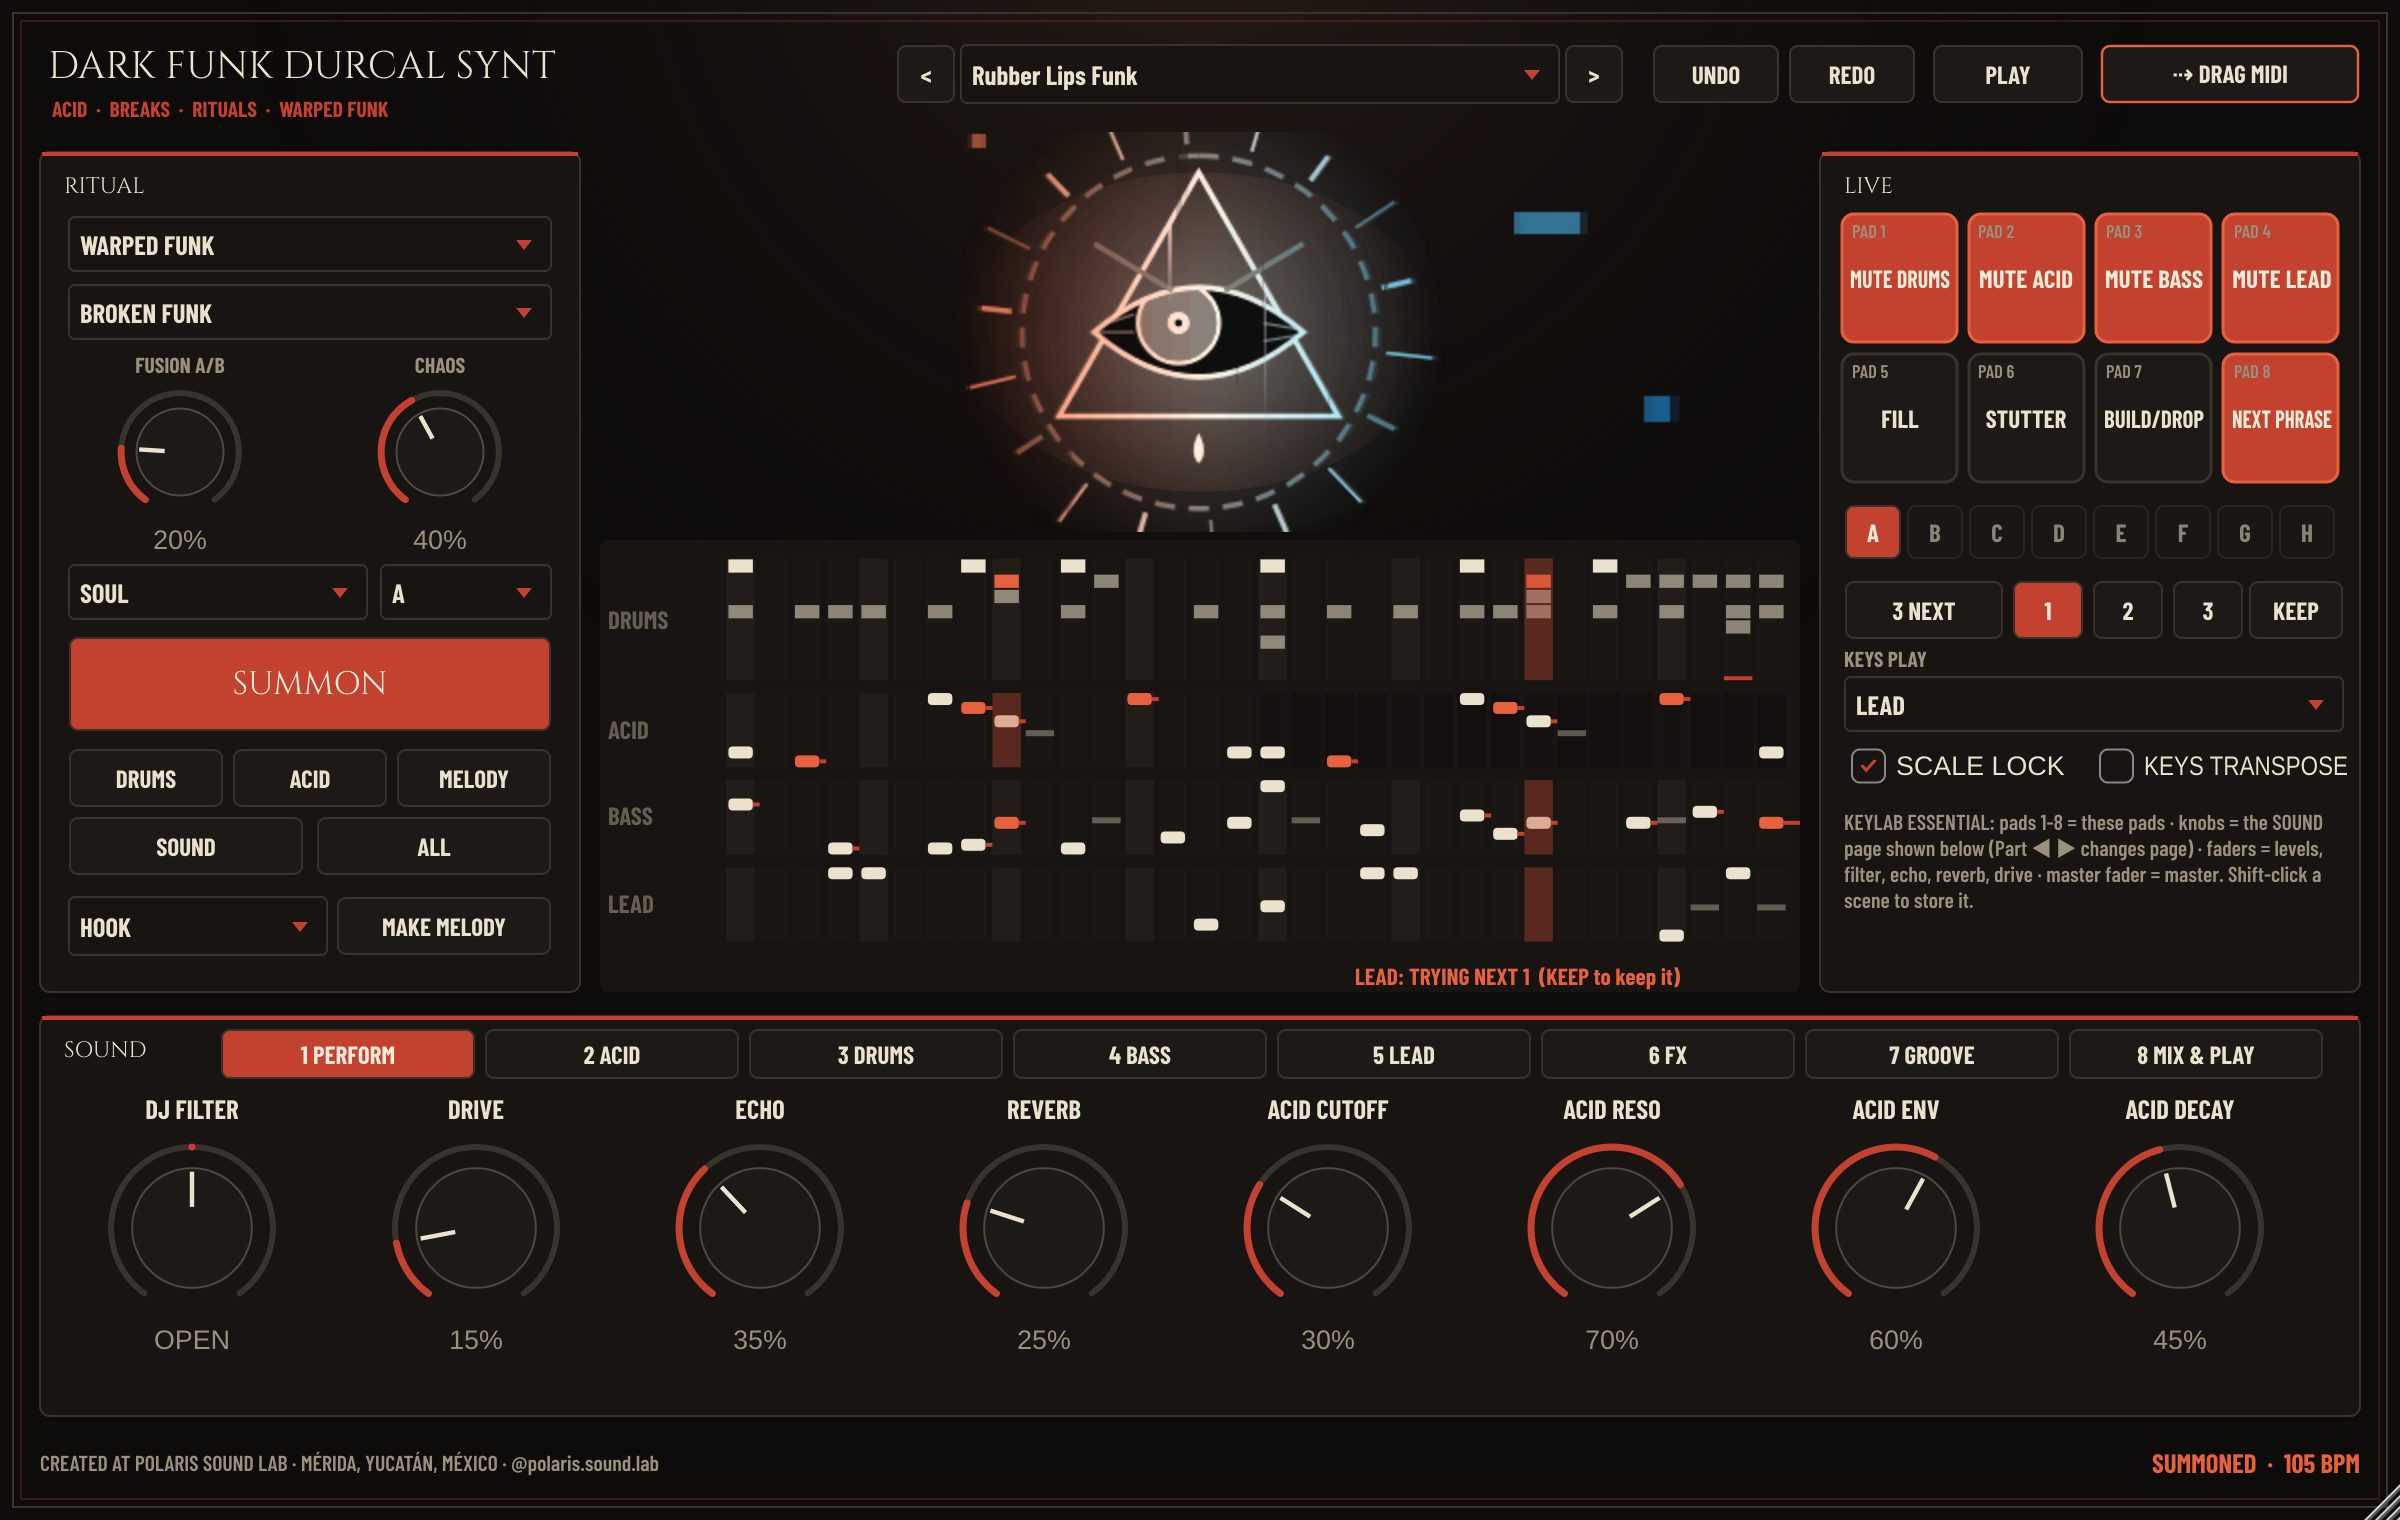 DARK FUNK DURCAL SYNT
ACID · BREAKS · RITUALS · WARPED FUNK
< Rubber Lips Funk > UNDO REDO PLAY ⇢ DRAG MIDI
RITUAL
WARPED FUNK
BROKEN FUNK
FUSION A/B CHAOS
20% 40%
SOUL A
SUMMON
DRUMS ACID MELODY
SOUND ALL
HOOK MAKE MELODY
DRUMS
ACID
BASS
LEAD
LEAD: TRYING NEXT 1 (KEEP to keep it)
LIVE
PAD 1 PAD 2 PAD 3 PAD 4
MUTE DRUMS MUTE ACID MUTE BASS MUTE LEAD
PAD 5 PAD 6 PAD 7 PAD 8
FILL STUTTER BUILD/DROP NEXT PHRASE
A B C D E F G H
3 NEXT 1 2 3 KEEP
KEYS PLAY
LEAD
SCALE LOCK KEYS TRANSPOSE
KEYLAB ESSENTIAL: pads 1-8 = these pads · knobs = the SOUND
page shown below (Part ◀ ▶ changes page) · faders = levels,
filter, echo, reverb, drive · master fader = master. Shift-click a
scene to store it.
SOUND 1 PERFORM 2 ACID 3 DRUMS 4 BASS 5 LEAD 6 FX 7 GROOVE 8 MIX & PLAY
DJ FILTER DRIVE ECHO REVERB ACID CUTOFF ACID RESO ACID ENV ACID DECAY
OPEN 15% 35% 25% 30% 70% 60% 45%
CREATED AT POLARIS SOUND LAB · MÉRIDA, YUCATÁN, MÉXICO · @polaris.sound.lab
SUMMONED · 105 BPM